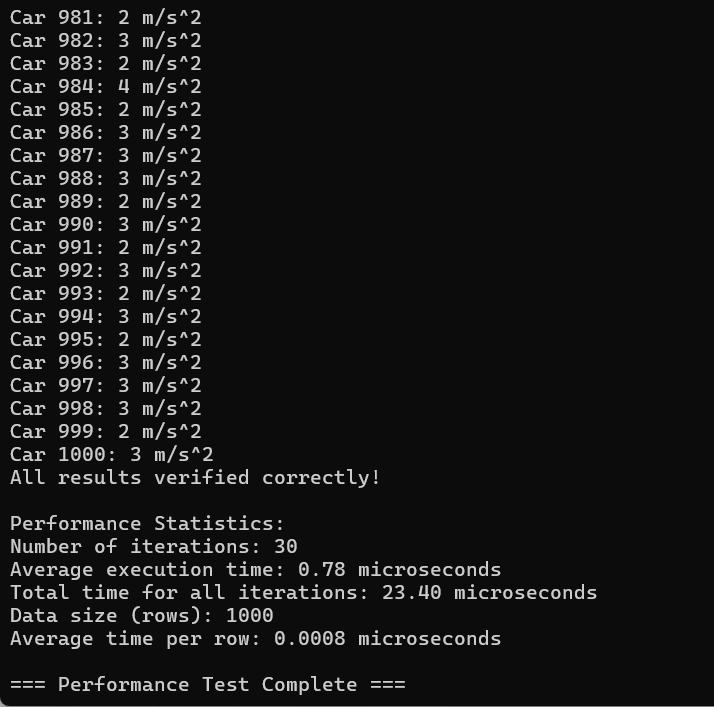 Car 981: 2 m/s^2
Car 982: 3 m/s^2
Car 983: 2 m/s^2
Car 984: 4 m/s^2
Car 985: 2 m/s^2
Car 986: 3 m/s^2
Car 987: 3 m/s^2
Car 988: 3 m/s^2
Car 989: 2 m/s^2
Car 990: 3 m/s^2
Car 991: 2 m/s^2
Car 992: 3 m/s^2
Car 993: 2 m/s^2
Car 994: 3 m/s^2
Car 995: 2 m/s^2
Car 996: 3 m/s^2
Car 997: 3 m/s^2
Car 998: 3 m/s^2
Car 999: 2 m/s^2
Car 1000: 3 m/s^2
All results verified correctly!

Performance Statistics:
Number of iterations: 30
Average execution time: 0.78 microseconds
Total time for all iterations: 23.40 microseconds
Data size (rows): 1000
Average time per row: 0.0008 microseconds

=== Performance Test Complete ===